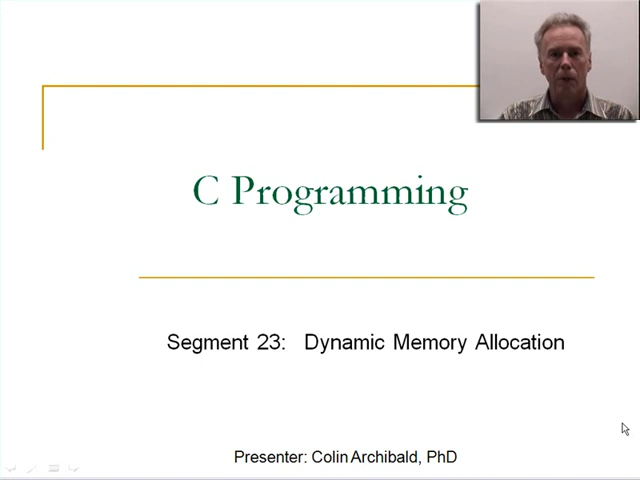 C Programming
Segment 23: Dynamic Memory Allocation
Presenter: Colin Archibald, PhD